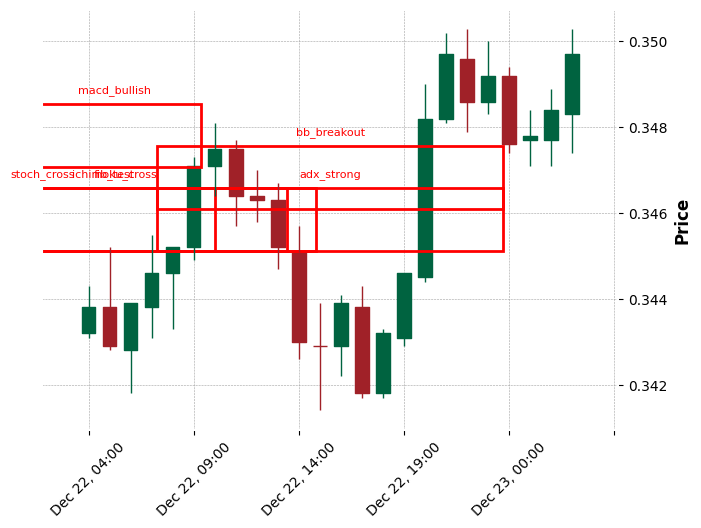 macd_bullish
bb_breakout
stoch_cross
adx_strong
0.350
0.348
0.346
0.344
0.342
Price
Dec 22, 04:00
Dec 22, 09:00
Dec 22, 14:00
Dec 22, 19:00
Dec 23, 00:00